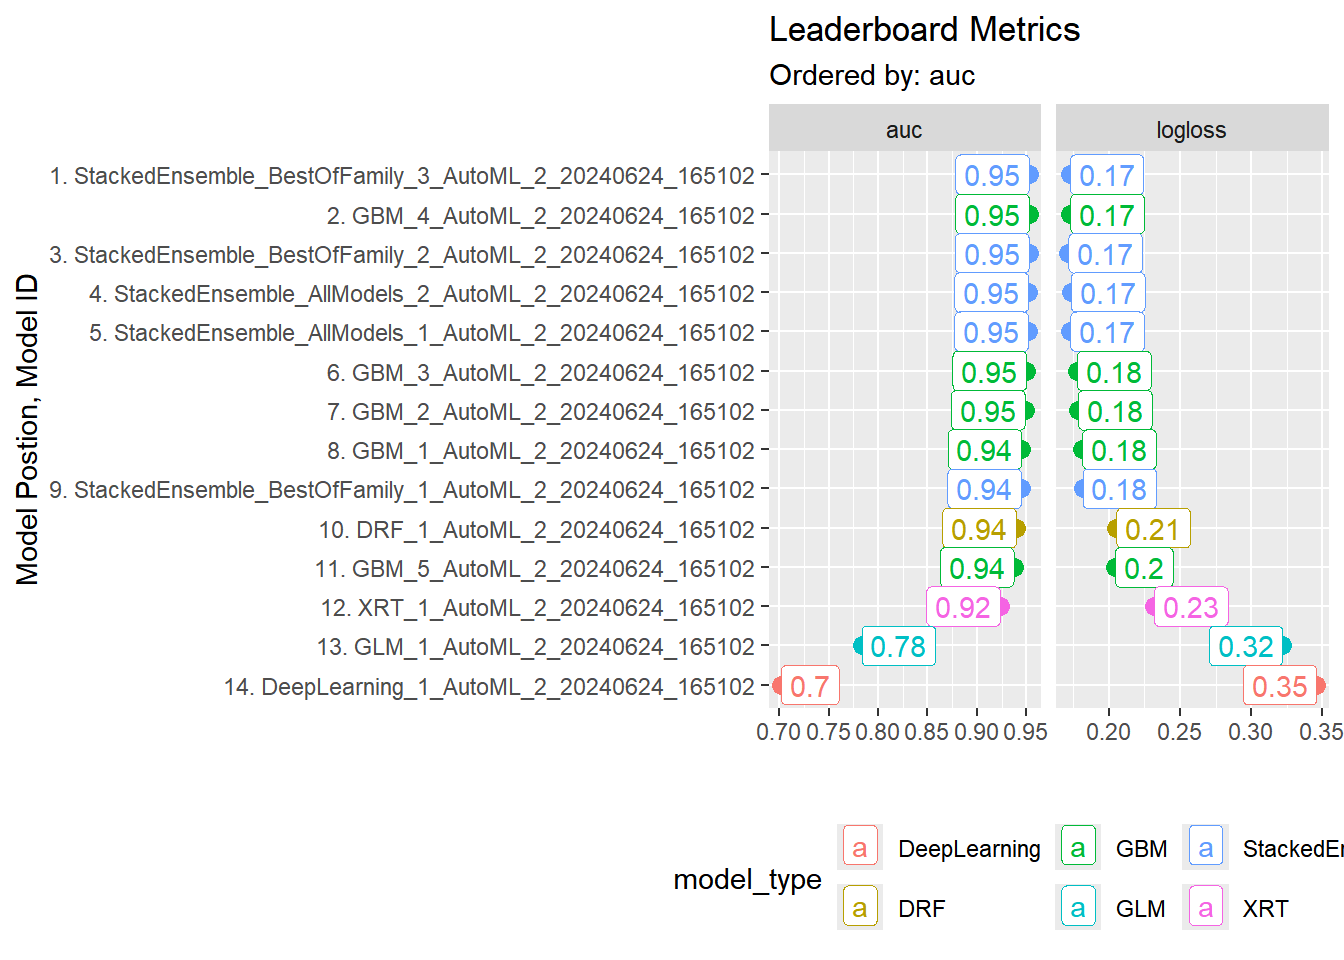 Leaderboard Metrics
Ordered by: auc
auc logloss
Model Postion, Model ID
1. StackedEnsemble_BestOfFamily_3_AutoML_2_20240624_165102 0.95 0.17
2. GBM_4_AutoML_2_20240624_165102 0.95 0.17
3. StackedEnsemble_BestOfFamily_2_AutoML_2_20240624_165102 0.95 0.17
4. StackedEnsemble_AllModels_2_AutoML_2_20240624_165102 0.95 0.17
5. StackedEnsemble_AllModels_1_AutoML_2_20240624_165102 0.95 0.17
6. GBM_3_AutoML_2_20240624_165102 0.95 0.18
7. GBM_2_AutoML_2_20240624_165102 0.95 0.18
8. GBM_1_AutoML_2_20240624_165102 0.94 0.18
9. StackedEnsemble_BestOfFamily_1_AutoML_2_20240624_165102 0.94 0.18
10. DRF_1_AutoML_2_20240624_165102 0.94 0.21
11. GBM_5_AutoML_2_20240624_165102 0.94 0.2
12. XRT_1_AutoML_2_20240624_165102 0.92 0.23
13. GLM_1_AutoML_2_20240624_165102 0.78 0.32
14. DeepLearning_1_AutoML_2_20240624_165102 0.7 0.35
0.70 0.75 0.80 0.85 0.90 0.95 0.20 0.25 0.30 0.35
model_type
a DeepLearning a GBM a StackedEn
a DRF a GLM a XRT